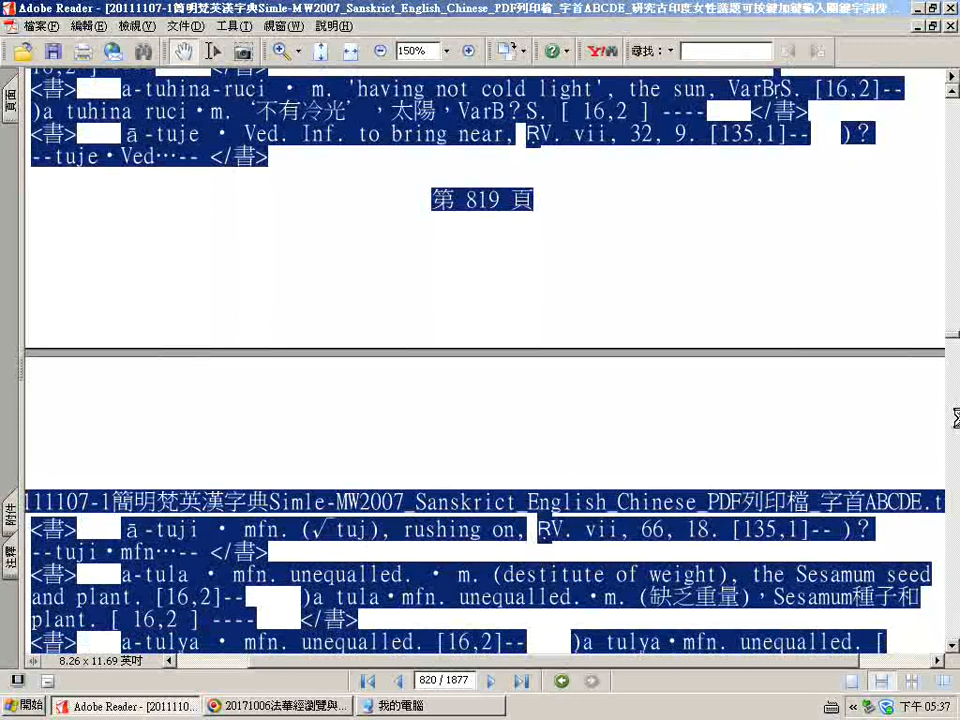 Adobe Reader - [20111107-1簡明梵英漢字典Simle-MW2007_Sanskrict_English_Chinese_PDF列印檔_字首ABCDE_研究古印度女性議題可按鍵加鍵輸入關鍵字詞搜...
檔案(F) 編輯(E) 檢視(V) 文件(D) 工具(T) 視窗(W) 說明(H)
150% Y! 尋找:
頁面
16,2 ] ---- </書>
<書> a-tuhina-ruci • m. 'having not cold light', the sun, VarBṛS. [16,2]--
)a tuhina ruci•m. ‘不有冷光’，太陽，VarB？S. [ 16,2 ] ---- </書>
<書> ā-tuje • Ved. Inf. to bring near, ṚV. vii, 32, 9. [135,1]-- )？
--tuje•Ved…-- </書>
第 819 頁
111107-1簡明梵英漢字典Simle-MW2007_Sanskrict_English_Chinese_PDF列印檔_字首ABCDE.t
附件
<書> ā-tuji • mfn. (√tuj), rushing on, ṚV. vii, 66, 18. [135,1]-- )？
--tuji•mfn…-- </書>
注釋
<書> a-tula • mfn. unequalled. • m. (destitute of weight), the Sesamum seed
and plant. [16,2]-- )a tula•mfn. unequalled.•m. (缺乏重量)，Sesamum種子和
plant. [ 16,2 ] ---- </書>
<書> a-tulya • mfn. unequalled. [16,2]-- )a tulya•mfn. unequalled. [
8.26 x 11.69 英吋
820 / 1877
開始 Adobe Reader - [2011110... 20171006法華經瀏覽與... 我的電腦 « 下午 05:37